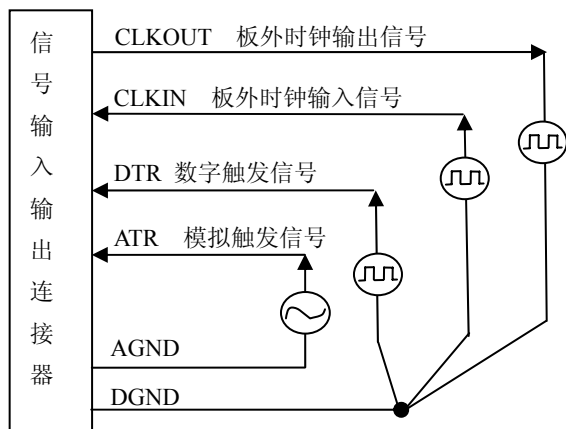 信号输入输出连接器
CLKOUT 板外时钟输出信号
CLKIN 板外时钟输入信号
DTR 数字触发信号
ATR 模拟触发信号
AGND
DGND